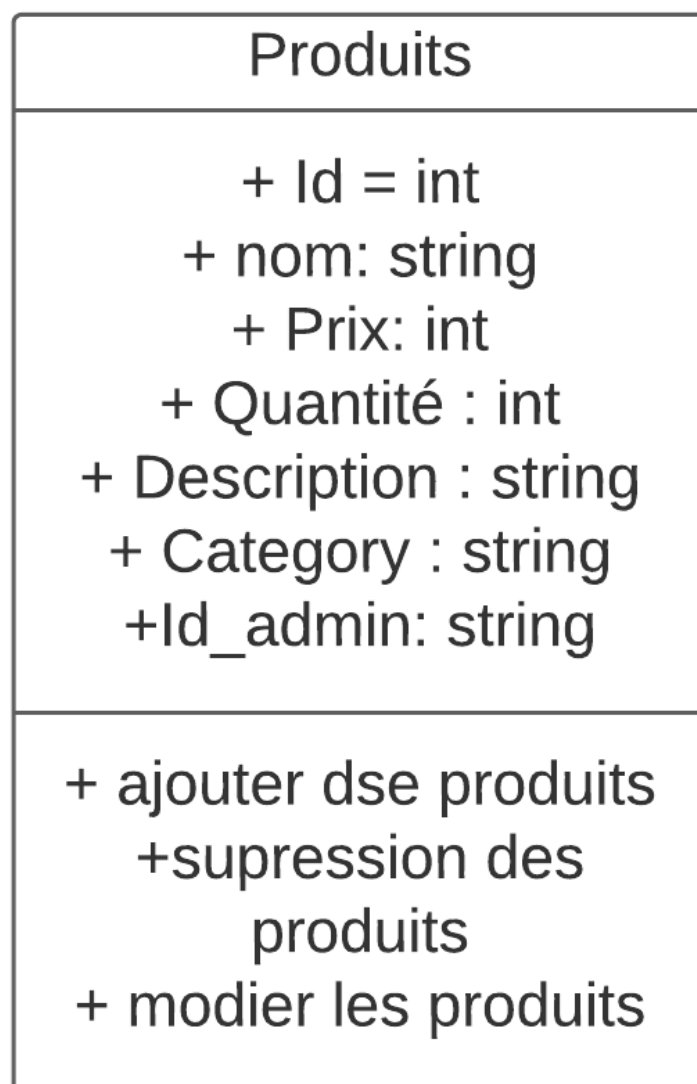 Produits
+ Id = int
+ nom: string
+ Prix: int
+ Quantité : int
+ Description : string
+ Category : string
+Id_admin: string
+ ajouter dse produits
+supression des
produits
+ modier les produits